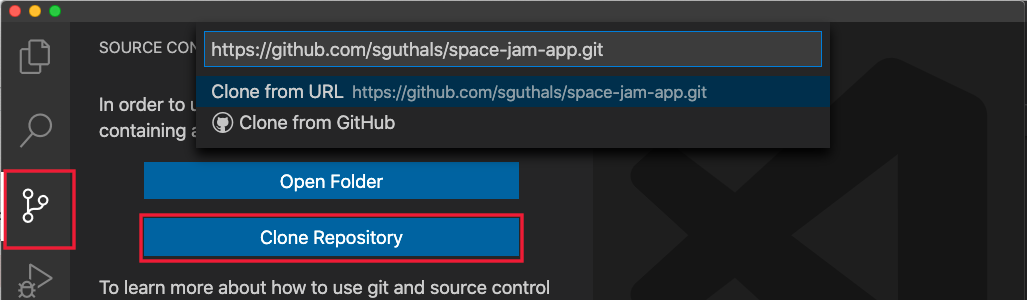 SOURCE CON
https://github.com/sguthals/space-jam-app.git
Clone from URL https://github.com/sguthals/space-jam-app.git
Clone from GitHub
In order to u
containing a
Open Folder
Clone Repository
To learn more about how to use git and source control